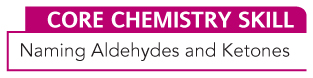 CORE CHEMISTRY SKILL
Naming Aldehydes and Ketones